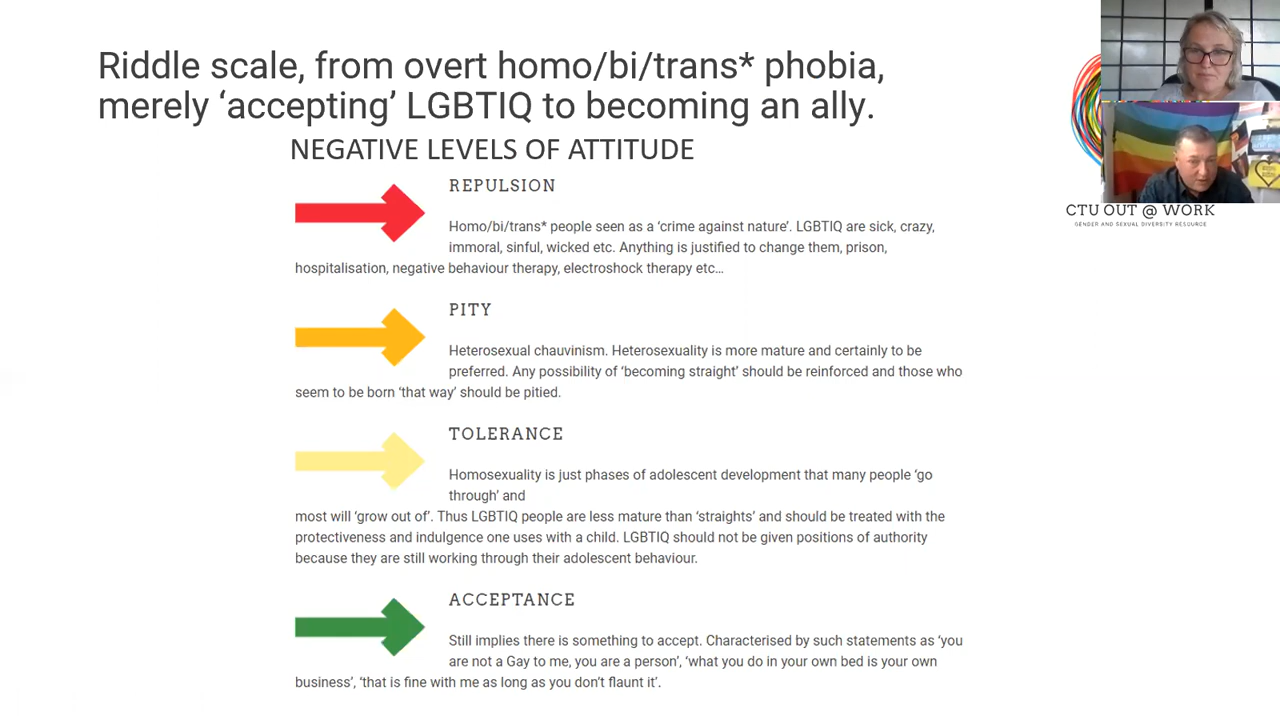 Riddle scale, from overt homo/bi/trans* phobia,
merely ‘accepting’ LGBTIQ to becoming an ally.
NEGATIVE LEVELS OF ATTITUDE
REPULSION
Homo/bi/trans* people seen as a ‘crime against nature’. LGBTIQ are sick, crazy,
immoral, sinful, wicked etc. Anything is justified to change them, prison,
hospitalisation, negative behaviour therapy, electroshock therapy etc…
PITY
Heterosexual chauvinism. Heterosexuality is more mature and certainly to be
preferred. Any possibility of ‘becoming straight’ should be reinforced and those who
seem to be born ‘that way’ should be pitied.
TOLERANCE
Homosexuality is just phases of adolescent development that many people ‘go
through’ and
most will ‘grow out of’. Thus LGBTIQ people are less mature than ‘straights’ and should be treated with the
protectiveness and indulgence one uses with a child. LGBTIQ should not be given positions of authority
because they are still working through their adolescent behaviour.
ACCEPTANCE
Still implies there is something to accept. Characterised by such statements as ‘you
are not a Gay to me, you are a person’, ‘what you do in your own bed is your own
business’, ‘that is fine with me as long as you don’t flaunt it’.
CTU OUT @ WORK
GENDER AND SEXUAL DIVERSITY RESOURCE